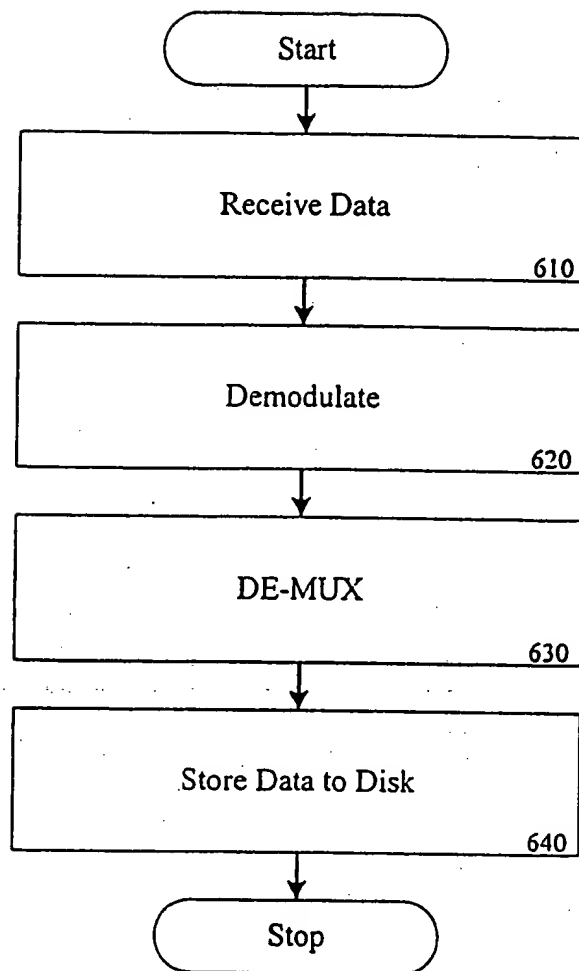 Start
Receive Data
610
Demodulate
620
DE-MUX
630
Store Data to Disk
640
Stop